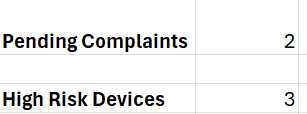 Pending Complaints 2
High Risk Devices 3